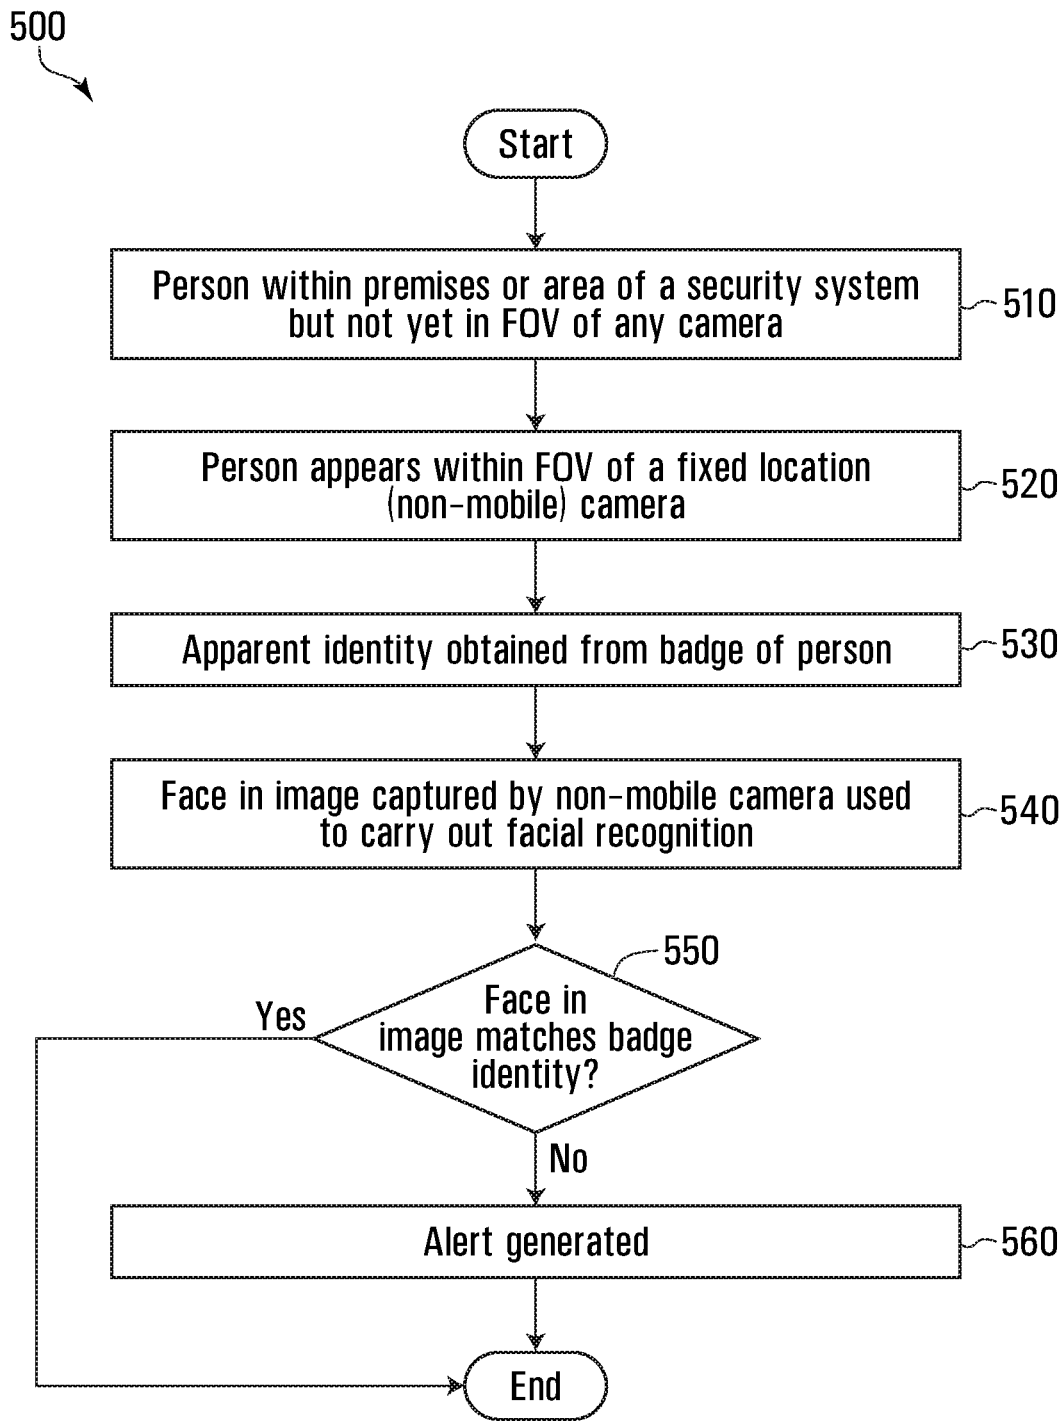 500
Start
Person within premises or area of a security system
but not yet in FOV of any camera
510
Person appears within FOV of a fixed location
(non-mobile) camera
520
Apparent identity obtained from badge of person
530
Face in image captured by non-mobile camera used
to carry out facial recognition
540
550
Face in
image matches badge
identity?
Yes
No
Alert generated
560
End